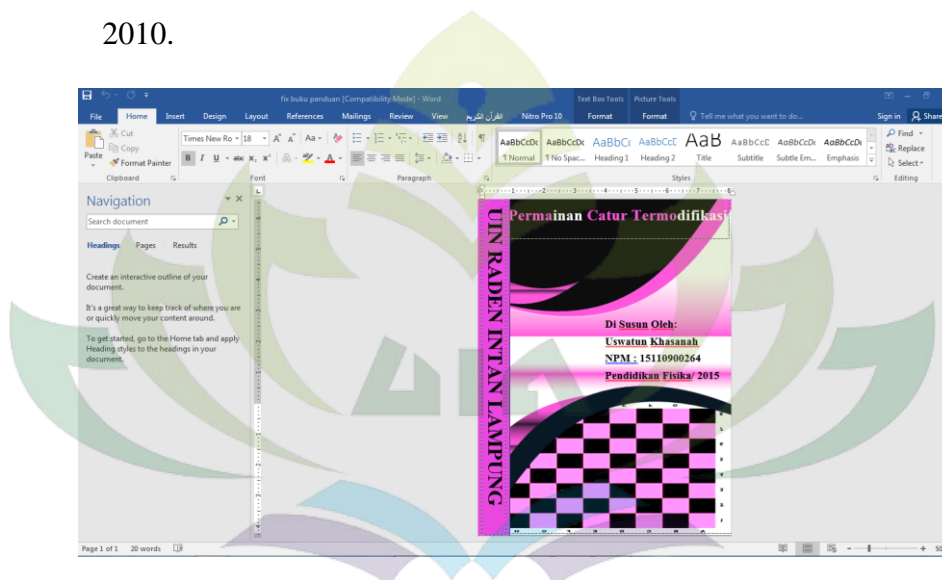 2010.
fix buku panduan [Compatibility Mode] - Word
Text Box Tools Picture Tools
File Home Insert Design Layout References Mailings Review View القرآن الكريم Nitro Pro 10 Format Format Tell me what you want to do... Sign in Share
Cut
Copy
Format Painter
Paste
Clipboard
Times New Ro 18
Font
Paragraph
AaBbCcDc AaBbCcDc AaBbCc AaBbCcC AaB AaBbCcC AaBbCcDc AaBbCcDc
¶ Normal ¶ No Spac... Heading 1 Heading 2 Title Subtitle Subtle Em... Emphasis
Styles
Find
Replace
Select
Editing
Navigation
Search document
Headings Pages Results
Create an interactive outline of your
document.
It's a great way to keep track of where you are
or quickly move your content around.
To get started, go to the Home tab and apply
Heading styles to the headings in your
document.
Permainan Catur Termodifikasi
UIN RADEN INTAN LAMPUNG
Di Susun Oleh:
Uswatun Khasanah
NPM : 15110900264
Pendidikan Fisika/ 2015
Page 1 of 1 20 words